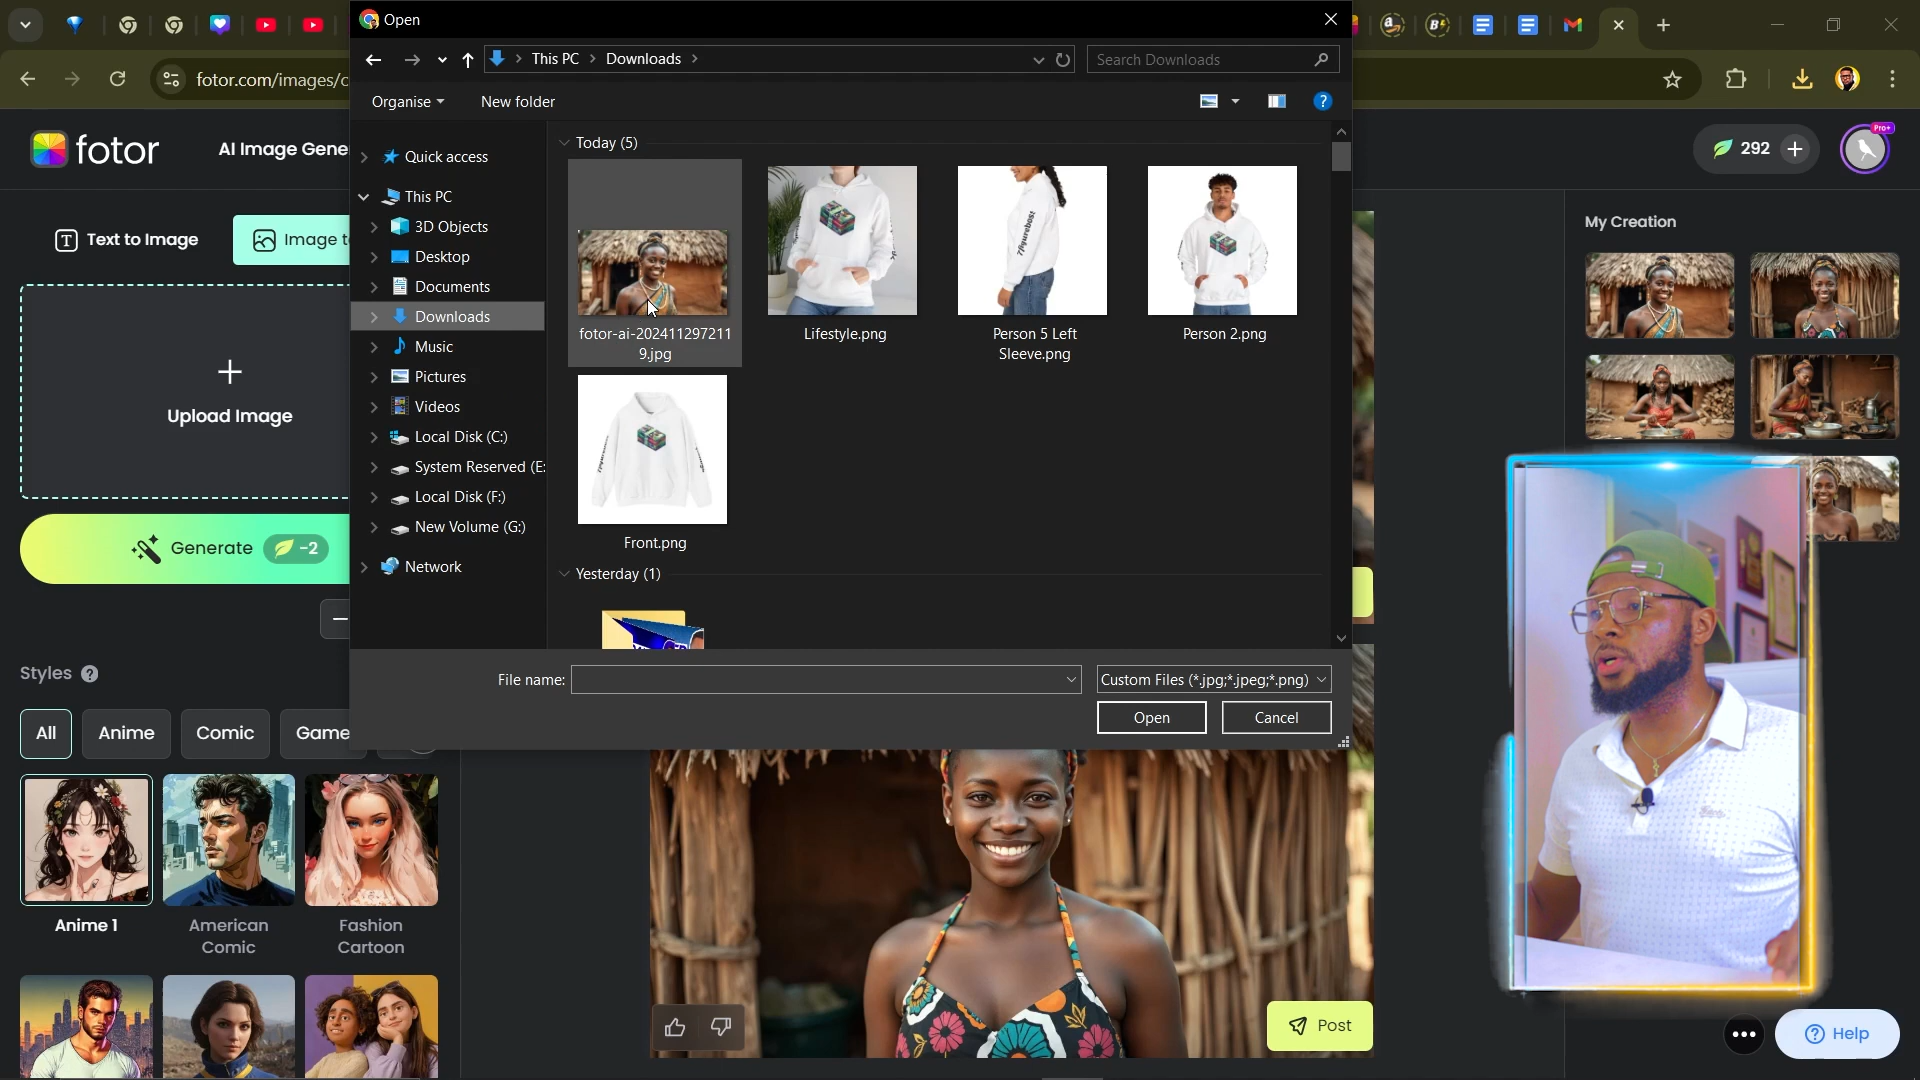 Open
This PC
Downloads
Search Downloads
fotor.com/images/c
Organise
New folder
fotor
AI Image Gene
292
Pro+
Today (5)
Quick access
This PC
3D Objects
Desktop
Documents
Downloads
Music
Pictures
Videos
Local Disk (C:)
System Reserved (E:
Local Disk (F:)
New Volume (G:)
Network
fotor-ai-202411297211
9.jpg
Lifestyle.png
Person 5 Left
Sleeve.png
Person 2.png
Front.png
Yesterday (1)
File name:
Custom Files (*.jpg;*.jpeg;*.png)
Open
Cancel
Text to Image
Image t
Upload Image
Generate
-2
Styles
All
Anime
Comic
Game
Anime 1
American
Comic
Fashion
Cartoon
My Creation
Post
Help